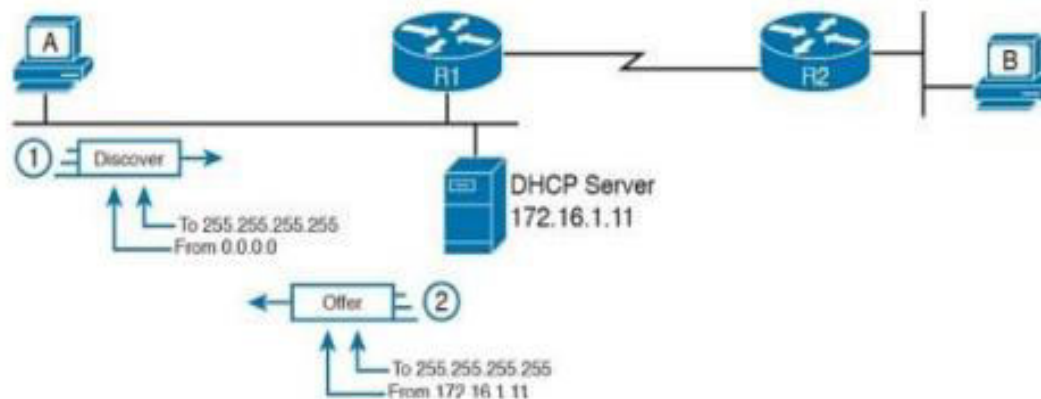 A
R1
R2
B
1
Discover
DHCP Server
172.16.1.11
To 255.255.255.255
From 0.0.0.0
Offer
2
To 255.255.255.255
From 172.16.1.11